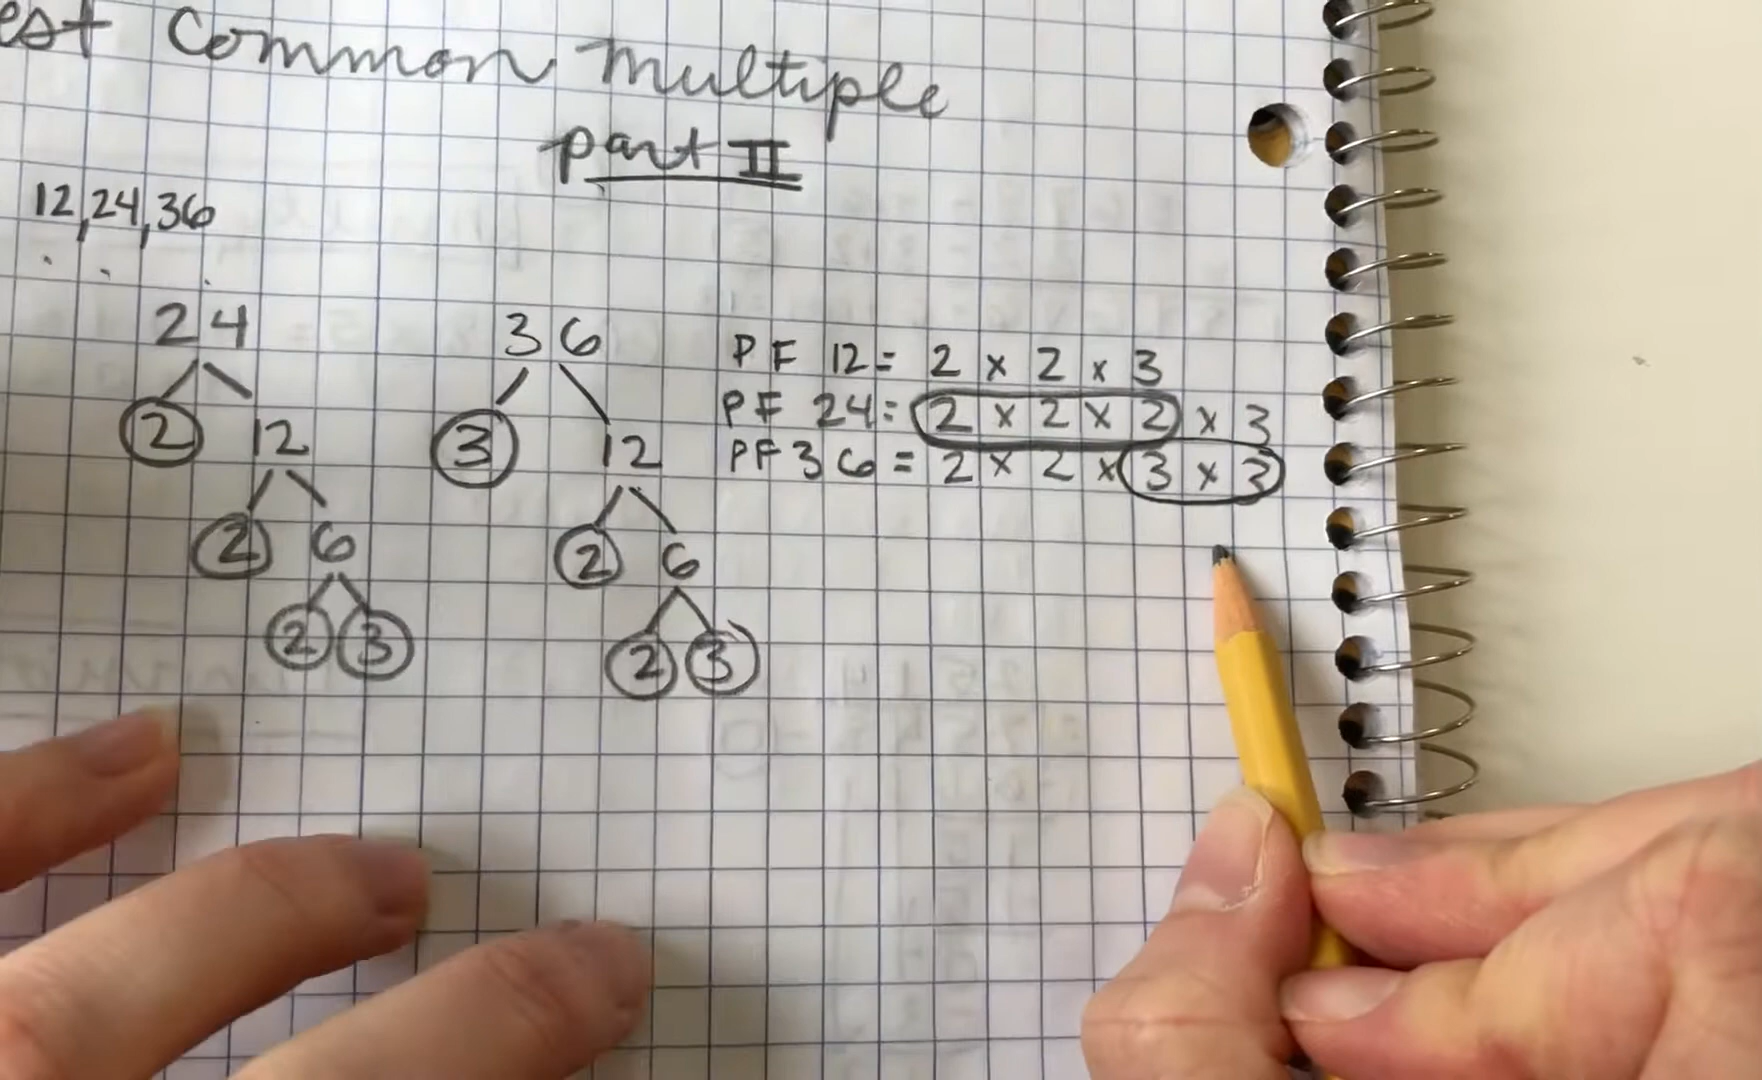 est Common Multiple
part II
12,24,36
24
2 12
2 6
2 3
36
3 12
2 6
2 3
PF 12= 2 x 2 x 3
PF 24= 2 x 2 x 2 x 3
PF 36 = 2 x 2 x 3 x 3